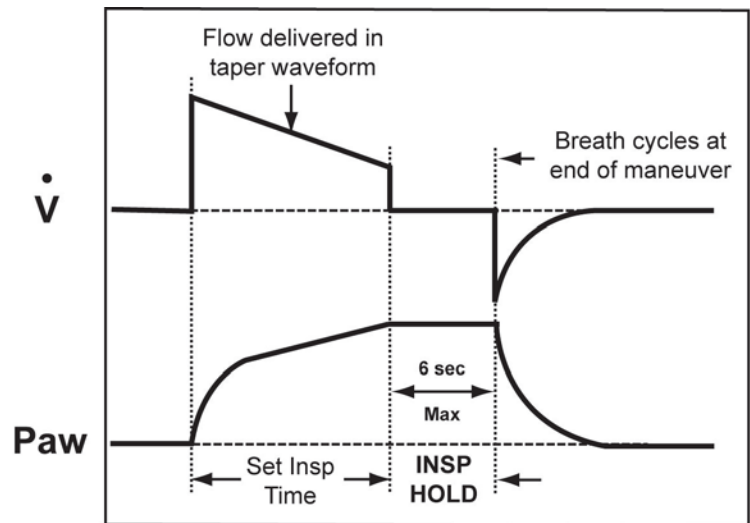 Flow delivered in
taper waveform
Breath cycles at
end of maneuver
V̇
6 sec
Max
Paw
Set Insp
Time
INSP
HOLD